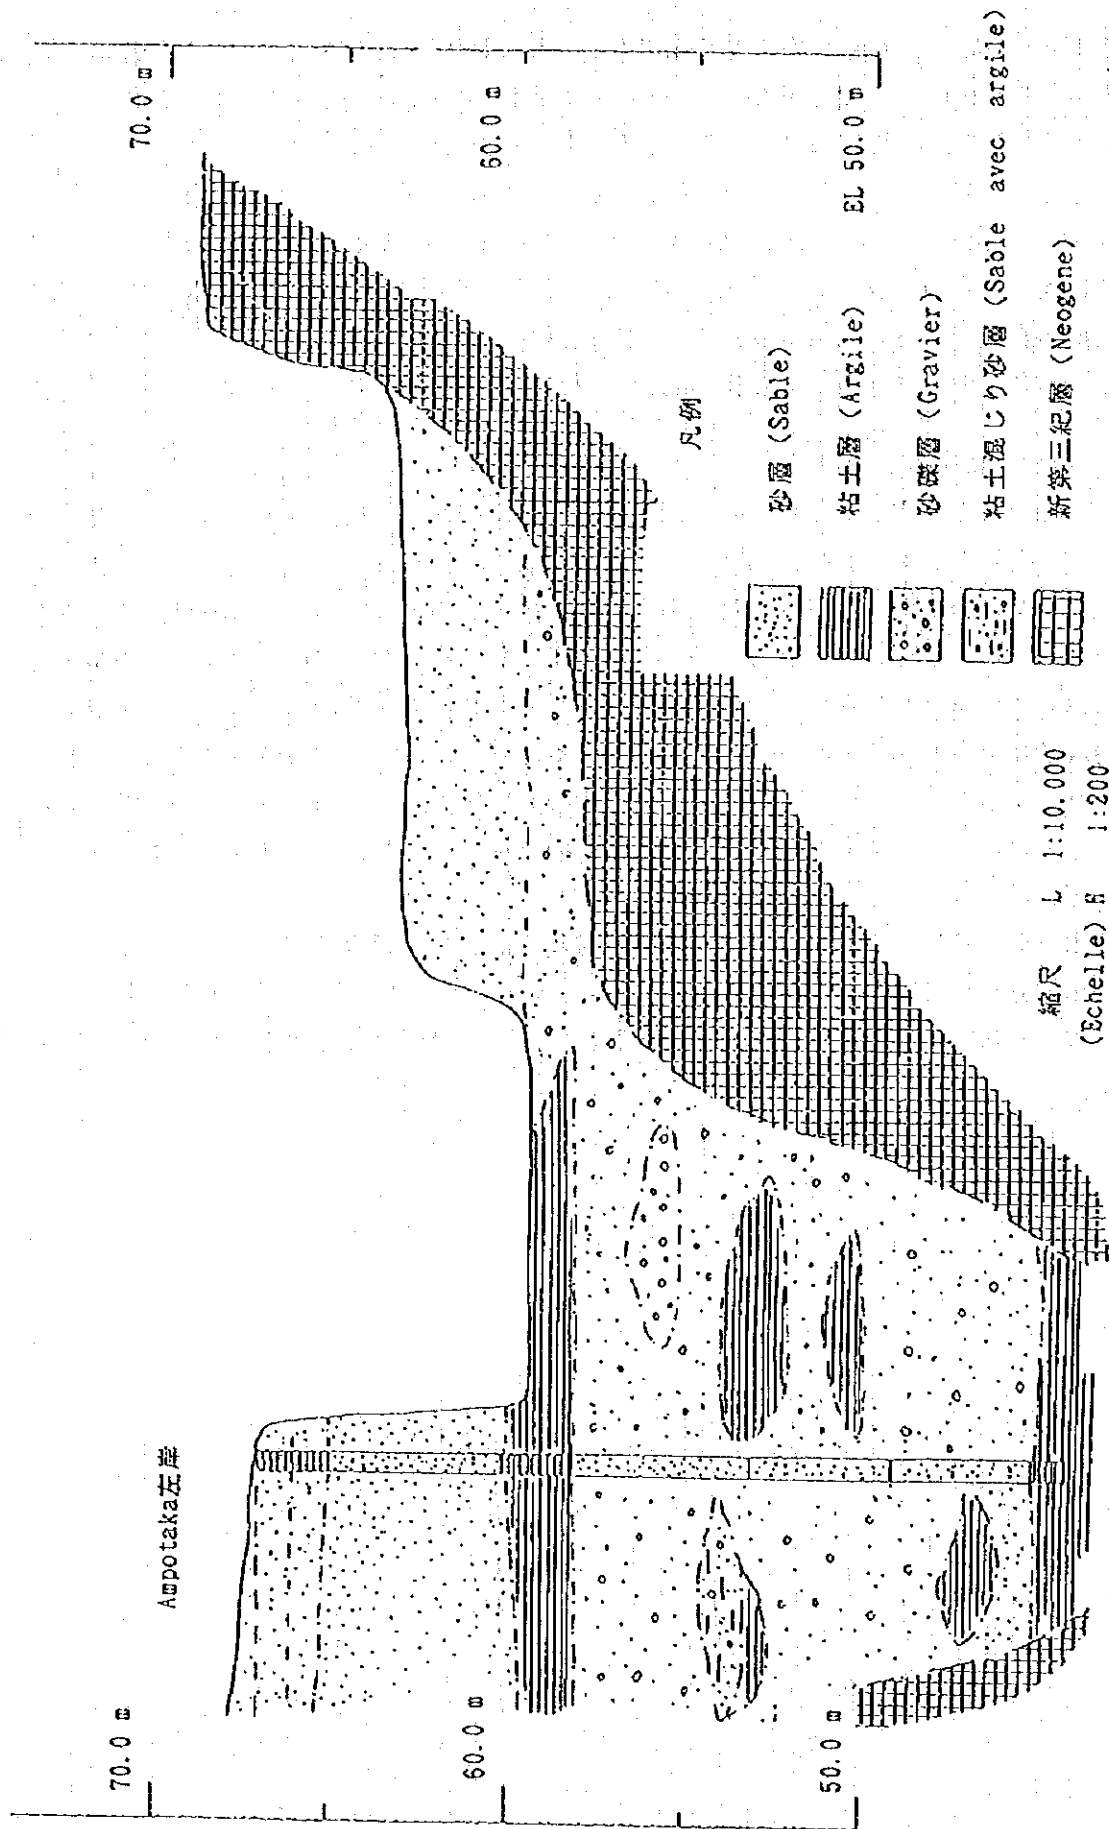 Ampotaka左岸
70.0 m
60.0 m
50.0 m
70.0 m
60.0 m
EL 50.0 m
凡例
砂層 (Sable)
粘土層 (Argile)
砂礫層 (Gravier)
粘土混じり砂層 (Sable avec argile)
新第三紀層 (Neogene)
縮尺 L 1:10.000
(Echelle) H 1:200